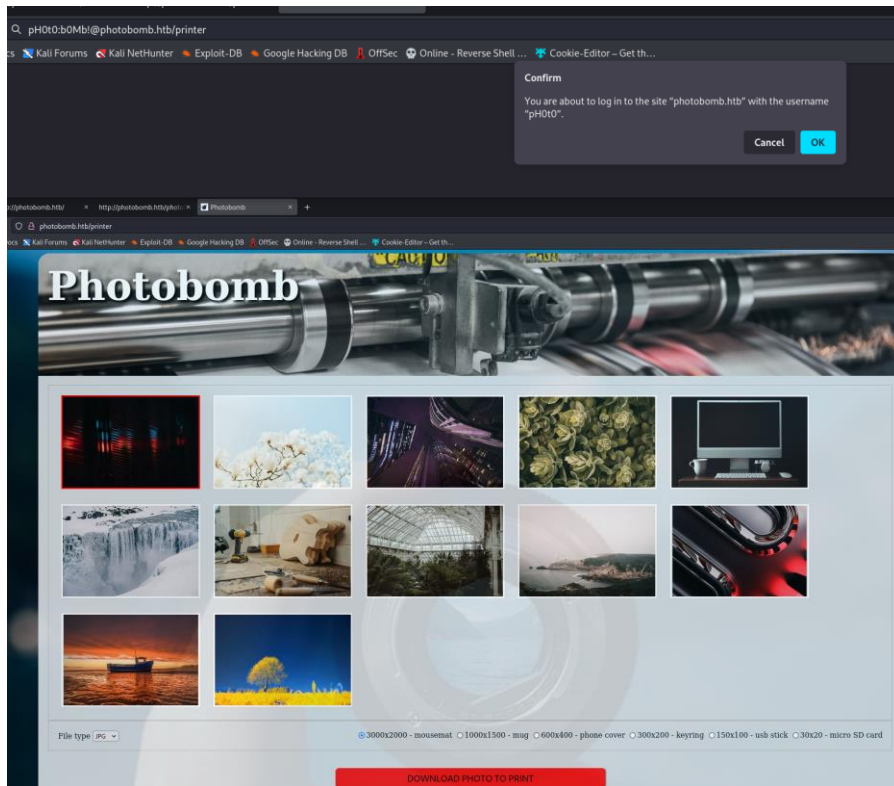 pH0t0:b0Mb!@photobomb.htb/printer
Kali Forums Kali NetHunter Exploit-DB Google Hacking DB OffSec Online - Reverse Shell ... Cookie-Editor – Get th...
Confirm
You are about to log in to the site "photobomb.htb" with the username
"pH0t0".
Cancel OK
http://photobomb.htb/ Photobomb
photobomb.htb/printer
Kali Forums Kali NetHunter Exploit-DB Google Hacking DB OffSec Online - Reverse Shell ... Cookie-Editor – Get th...
CAUTION
Photobomb
File type JPG 3000x2000 - mousemat 1000x1500 - mug 600x400 - phone cover 300x200 - keyring 150x100 - usb stick 30x20 - micro SD card
DOWNLOAD PHOTO TO PRINT